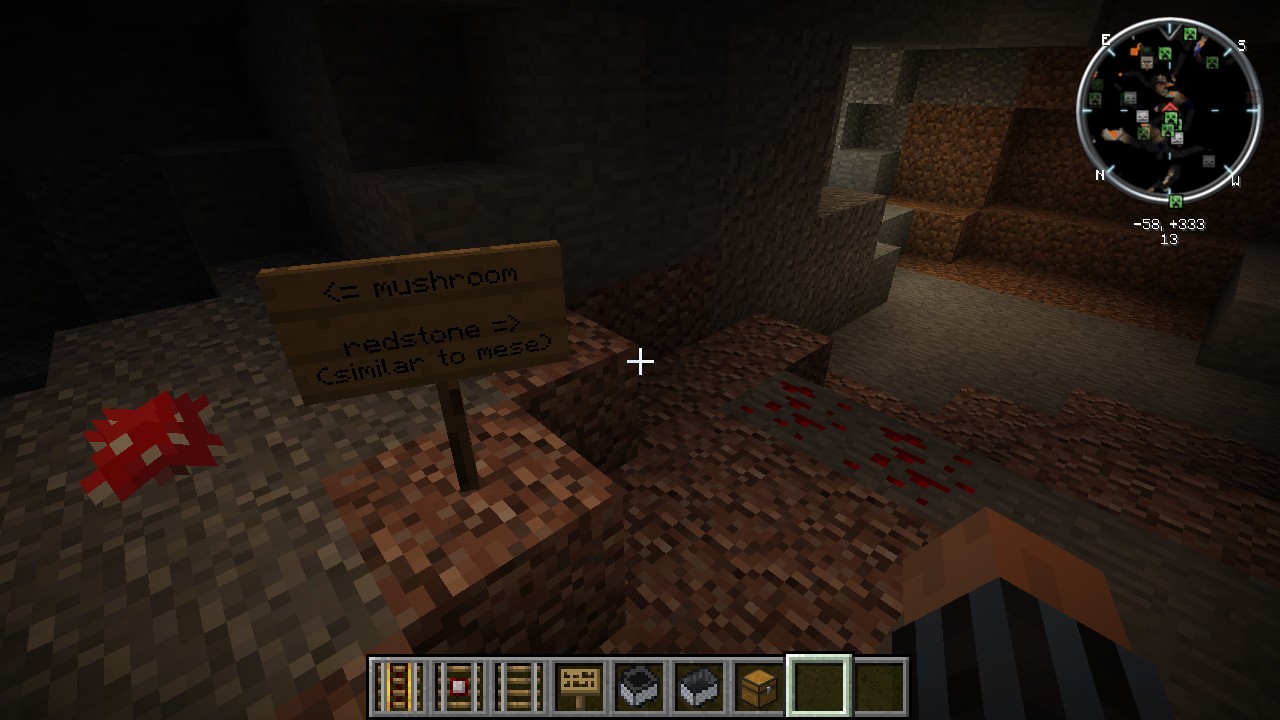 <= mushroom
redstone =>
(similar to mese)
E
S
N
W
-58, +333
13